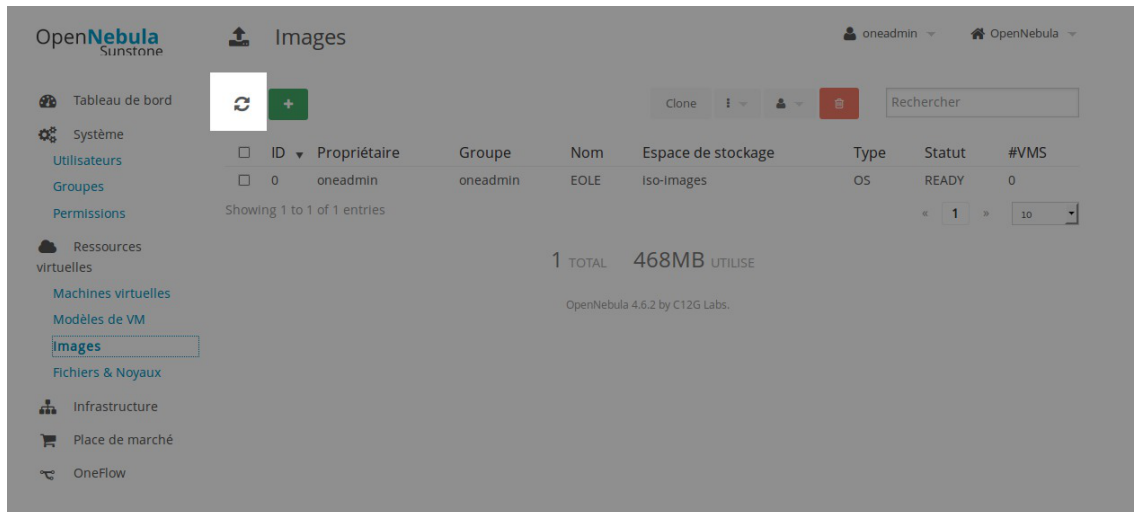 OpenNebula
Sunstone
Images
oneadmin
OpenNebula
Tableau de bord
Système
Utilisateurs
Groupes
Permissions
Ressources
virtuelles
Machines virtuelles
Modèles de VM
Images
Fichiers & Noyaux
Infrastructure
Place de marché
OneFlow
+
Clone
Rechercher
ID Propriétaire Groupe Nom Espace de stockage Type Statut #VMS
0 oneadmin oneadmin EOLE iso-images OS READY 0
Showing 1 to 1 of 1 entries
« 1 » 10
1 TOTAL 468MB UTILISE
OpenNebula 4.6.2 by C12G Labs.